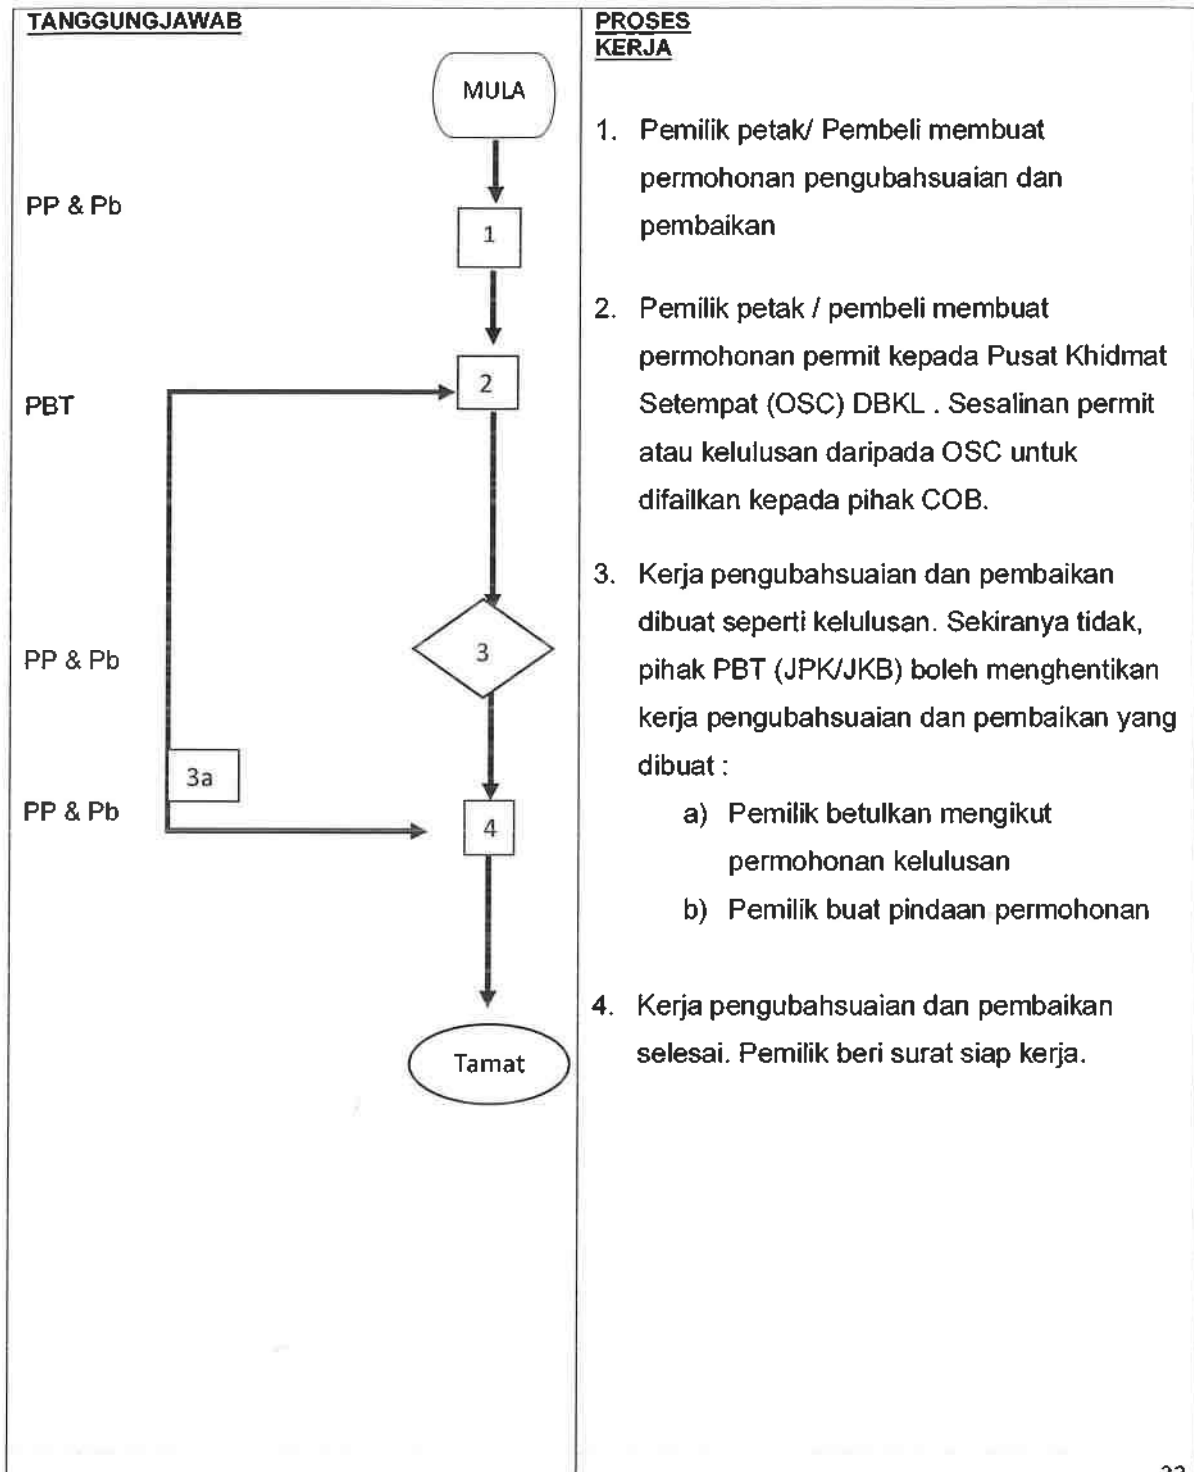 TANGGUNGJAWAB
MULA
PP & Pb
1
PBT
2
PP & Pb
3
3a
PP & Pb
4
Tamat
PROSES
KERJA
1. Pemilik petak/ Pembeli membuat
permohonan pengubahsuaian dan
pembaikan
2. Pemilik petak / pembeli membuat
permohonan permit kepada Pusat Khidmat
Setempat (OSC) DBKL . Sesalinan permit
atau kelulusan daripada OSC untuk
difailkan kepada pihak COB.
3. Kerja pengubahsuaian dan pembaikan
dibuat seperti kelulusan. Sekiranya tidak,
pihak PBT (JPK/JKB) boleh menghentikan
kerja pengubahsuaian dan pembaikan yang
dibuat :
a) Pemilik betulkan mengikut
permohonan kelulusan
b) Pemilik buat pindaan permohonan
4. Kerja pengubahsuaian dan pembaikan
selesai. Pemilik beri surat siap kerja.